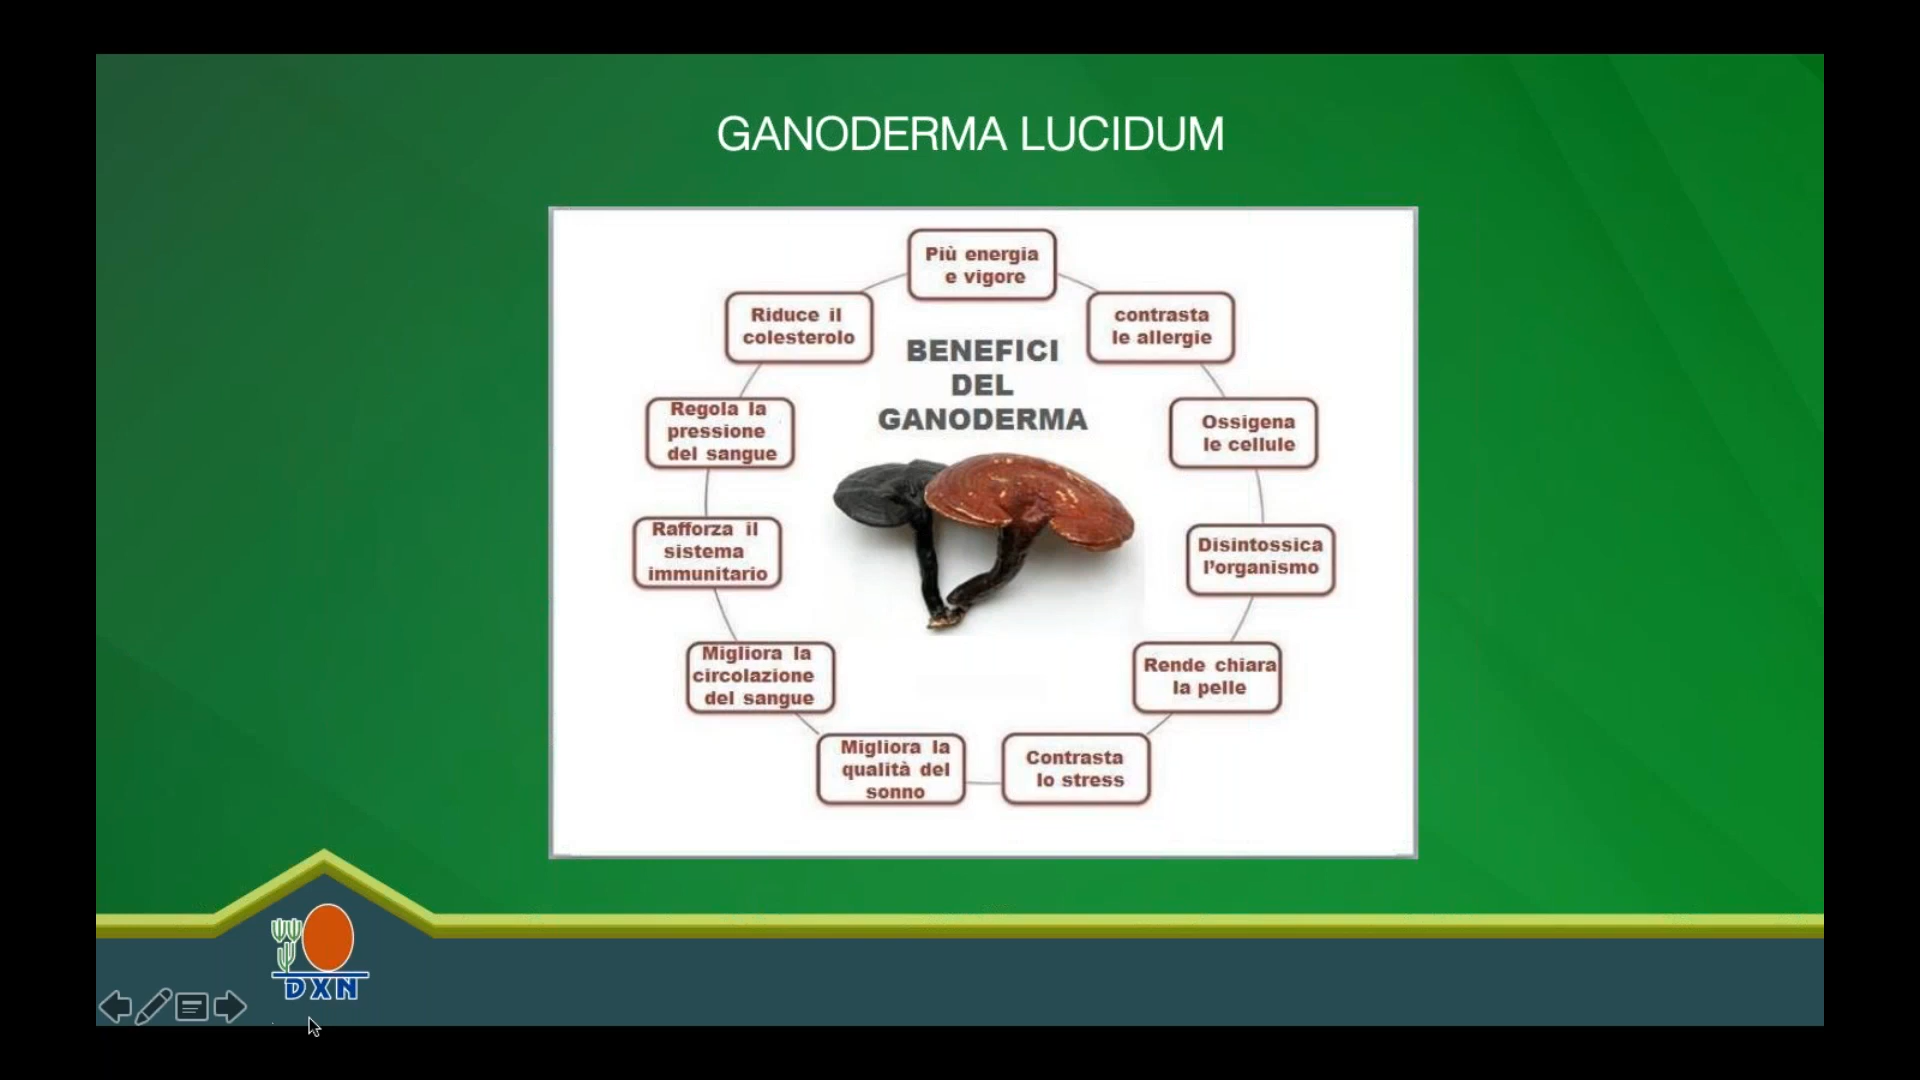 GANODERMA LUCIDUM
Più energia
e vigore
Riduce il
colesterolo
contrasta
le allergie
BENEFICI
DEL
GANODERMA
Regola la
pressione
del sangue
Ossigena
le cellule
Rafforza il
sistema
immunitario
Disintossica
l'organismo
Migliora la
circolazione
del sangue
Rende chiara
la pelle
Migliora la
qualità del
sonno
Contrasta
lo stress
DXN